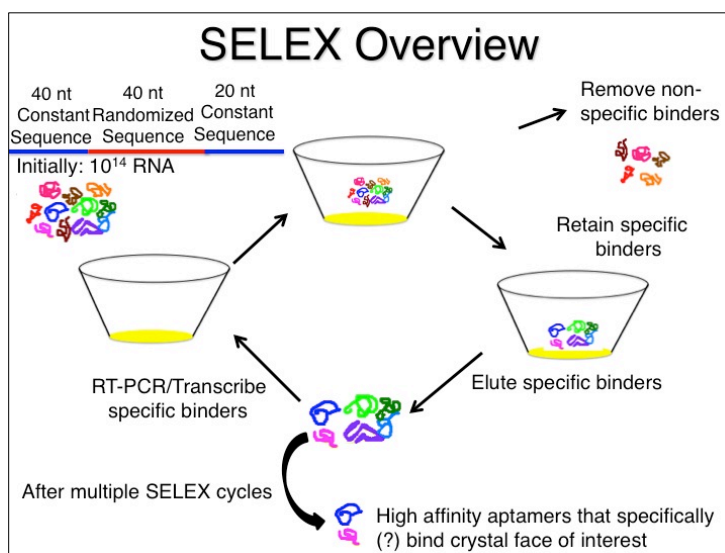 SELEX Overview
40 nt
Constant
Sequence
40 nt
Randomized
Sequence
20 nt
Constant
Sequence
Initially: 10¹⁴ RNA
Remove non-
specific binders
Retain specific
binders
Elute specific binders
RT-PCR/Transcribe
specific binders
After multiple SELEX cycles
High affinity aptamers that specifically
(?) bind crystal face of interest